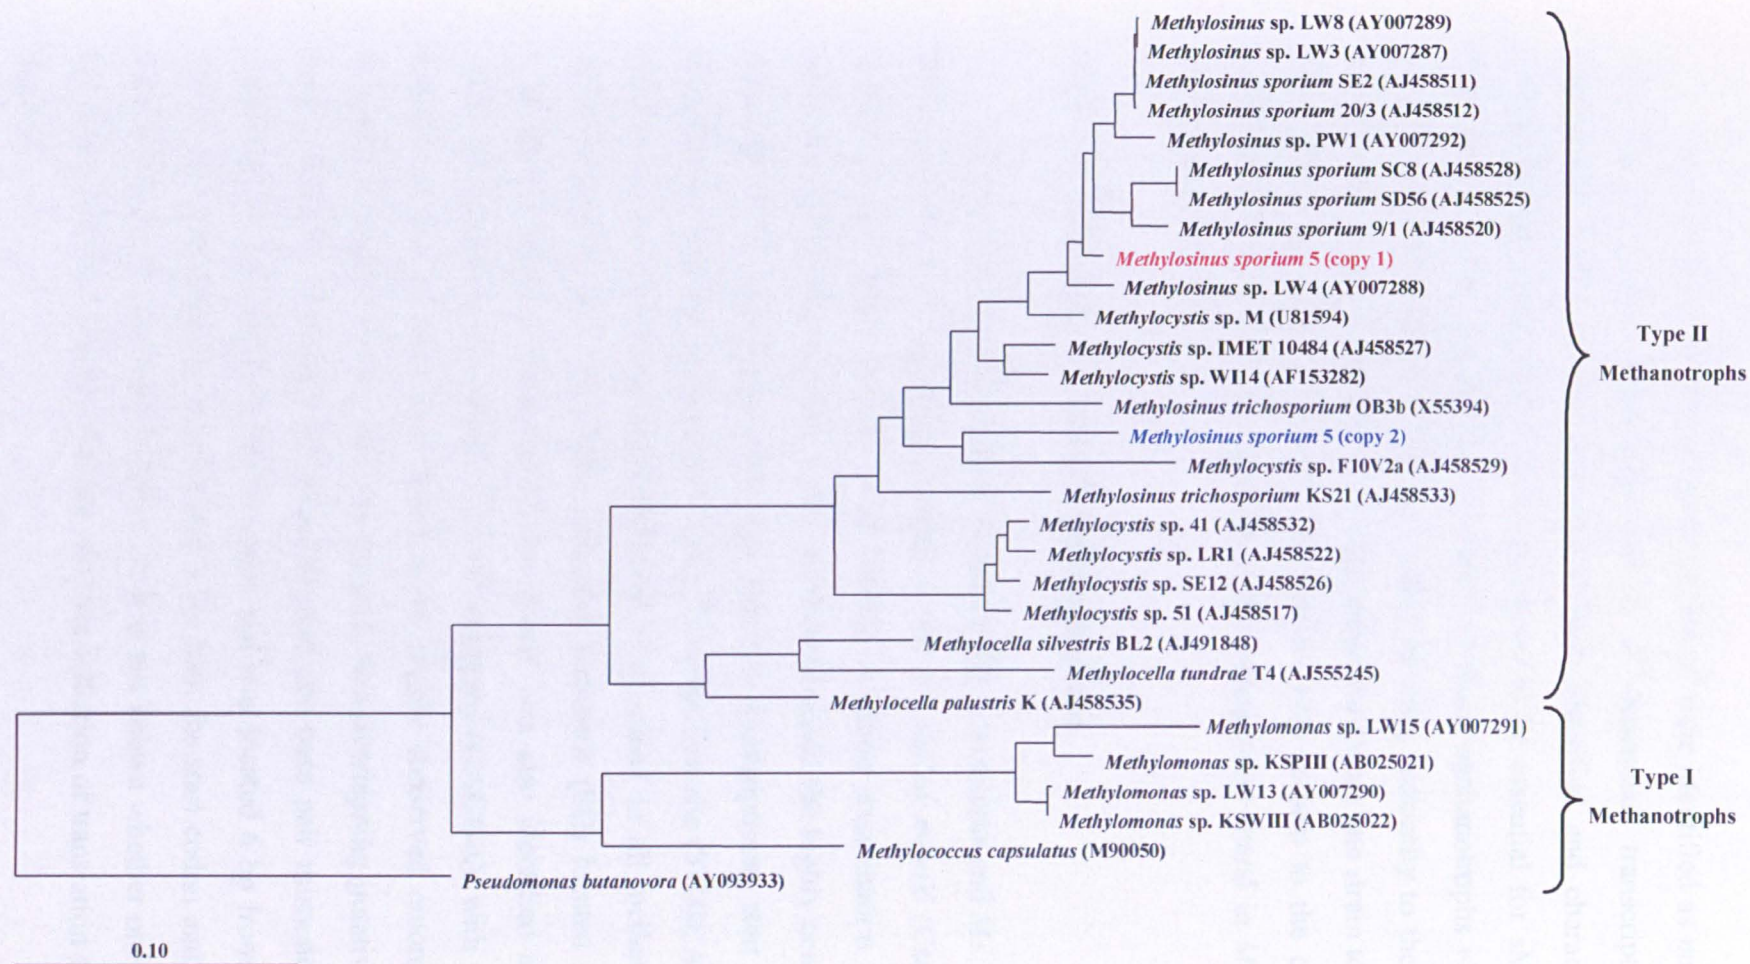 Methylosinus sp. LW8 (AY007289)
Methylosinus sp. LW3 (AY007287)
Methylosinus sporium SE2 (AJ458511)
Methylosinus sporium 20/3 (AJ458512)
Methylosinus sp. PW1 (AY007292)
Methylosinus sporium SC8 (AJ458528)
Methylosinus sporium SD56 (AJ458525)
Methylosinus sporium 9/1 (AJ458520)
Methylosinus sporium 5 (copy 1)
Methylosinus sp. LW4 (AY007288)
Methylocystis sp. M (U81594)
Methylocystis sp. IMET 10484 (AJ458527)
Methylocystis sp. WI14 (AF153282)
Methylosinus trichosporium OB3b (X55394)
Methylosinus sporium 5 (copy 2)
Methylocystis sp. F10V2a (AJ458529)
Methylosinus trichosporium KS21 (AJ458533)
Methylocystis sp. 41 (AJ458532)
Methylocystis sp. LR1 (AJ458522)
Methylocystis sp. SE12 (AJ458526)
Methylocystis sp. 51 (AJ458517)
Methylocella silvestris BL2 (AJ491848)
Methylocella tundrae T4 (AJ555245)
Methylocella palustris K (AJ458535)
Type II
Methanotrophs
Methylomonas sp. LW15 (AY007291)
Methylomonas sp. KSPIII (AB025021)
Methylomonas sp. LW13 (AY007290)
Methylomonas sp. KSWIII (AB025022)
Methylococcus capsulatus (M90050)
Pseudomonas butanovora (AY093933)
Type I
Methanotrophs
0.10